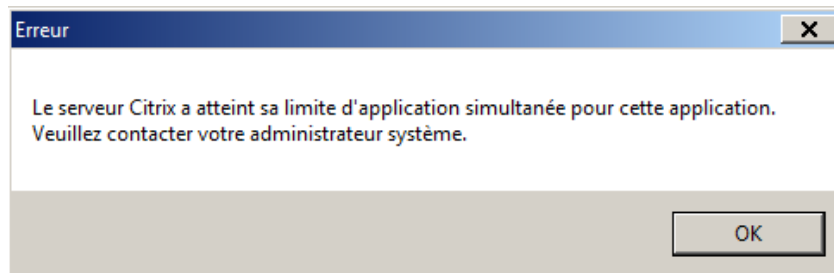 Erreur
Le serveur Citrix a atteint sa limite d'application simultanée pour cette application.
Veuillez contacter votre administrateur système.
OK